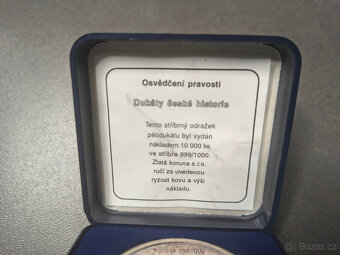 Osvědčení pravosti
Dukáty české historie
Tento stříbrný odražek
pětidukátu byl vydán
nákladem 10 000 ks
ve stříbře 999/1000.
Zlatá koruna s.r.o.
ručí za uvedenou
ryzost kovu a výši
nákladu.
Bazoš.cz